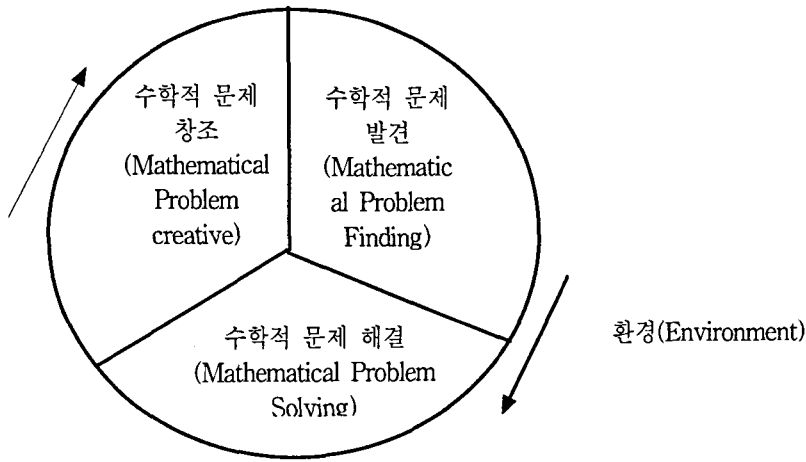 수학적 문제
창조
(Mathematical
Problem
creative)
수학적 문제
발견
(Mathematic
al Problem
Finding)
수학적 문제 해결
(Mathematical Problem
Solving)
환경(Environment)